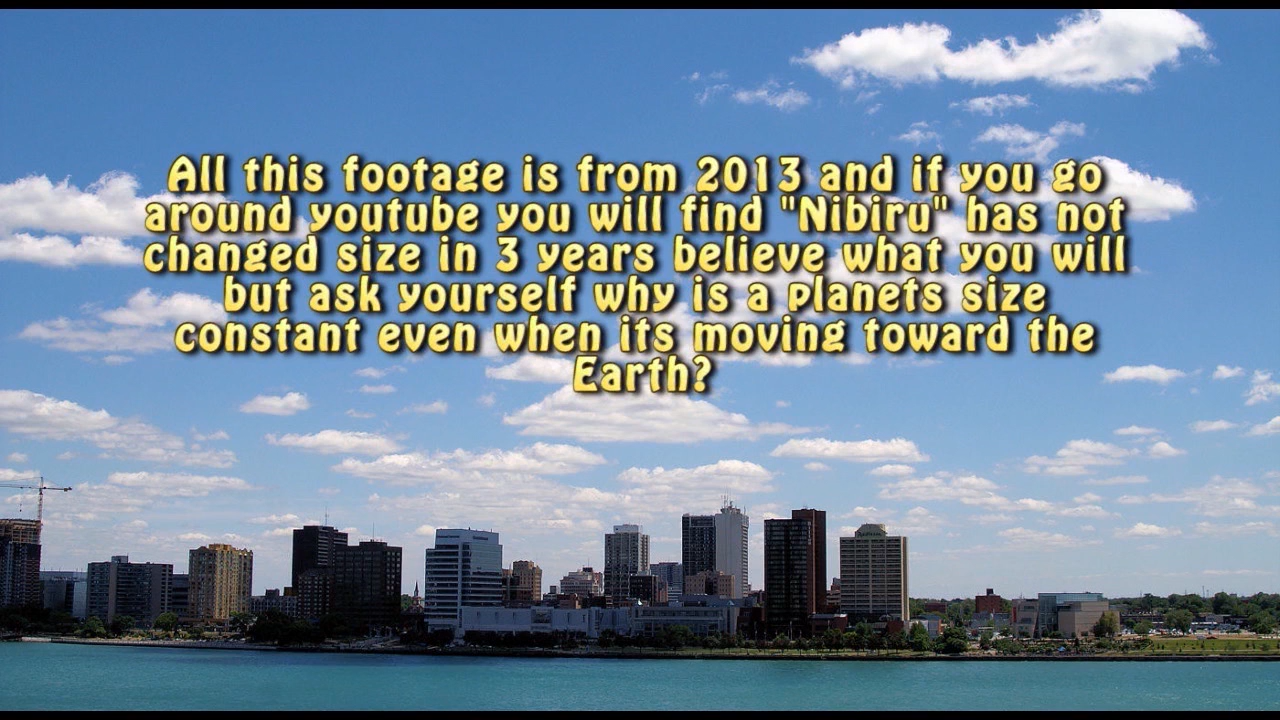 All this footage is from 2013 and if you go
around youtube you will find "Nibiru" has not
changed size in 3 years believe what you will
but ask yourself why is a planets size
constant even when its moving toward the
Earth?